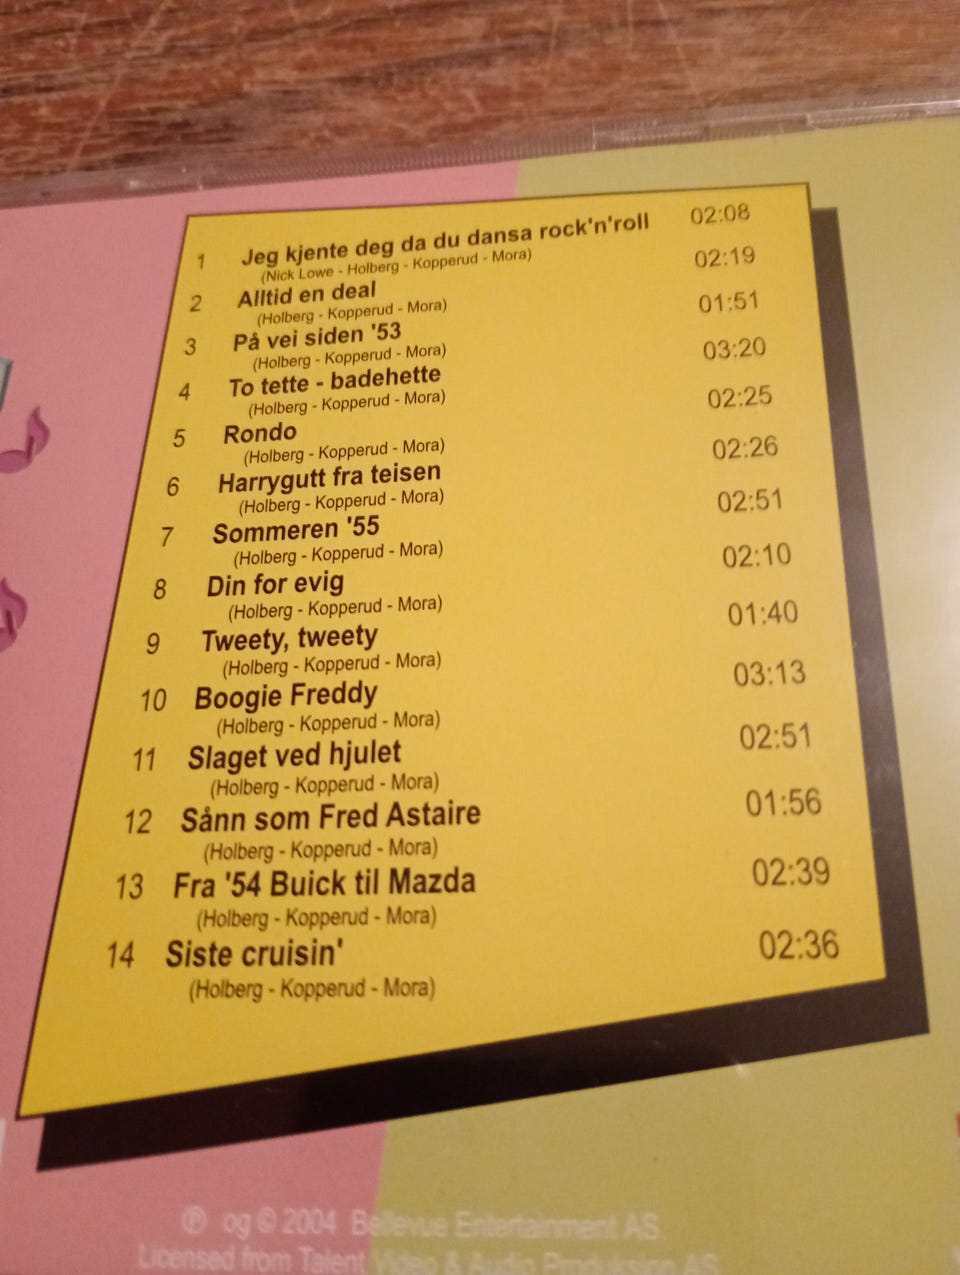 1 Jeg kjente deg da du dansa rock'n'roll 02:08
(Nick Lowe - Holberg - Kopperud - Mora)
2 Alltid en deal 02:19
(Holberg - Kopperud - Mora)
3 På vei siden '53 01:51
(Holberg - Kopperud - Mora)
4 To tette - badehette 03:20
(Holberg - Kopperud - Mora)
5 Rondo 02:25
(Holberg - Kopperud - Mora)
6 Harrygutt fra teisen 02:26
(Holberg - Kopperud - Mora)
7 Sommeren '55 02:51
(Holberg - Kopperud - Mora)
8 Din for evig 02:10
(Holberg - Kopperud - Mora)
9 Tweety, tweety 01:40
(Holberg - Kopperud - Mora)
10 Boogie Freddy 03:13
(Holberg - Kopperud - Mora)
11 Slaget ved hjulet 02:51
(Holberg - Kopperud - Mora)
12 Sånn som Fred Astaire 01:56
(Holberg - Kopperud - Mora)
13 Fra '54 Buick til Mazda 02:39
(Holberg - Kopperud - Mora)
14 Siste cruisin' 02:36
(Holberg - Kopperud - Mora)
℗ og © 2004 Bellevue Entertainment AS.
Licensed from Talent Video & Audio Produksjon AS